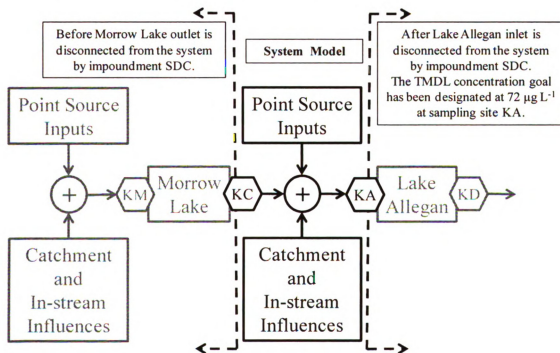 Before Morrow Lake outlet is
disconnected from the system
by impoundment SDC.
System Model
After Lake Allegan inlet is
disconnected from the system
by impoundment SDC.
The TMDL concentration goal
has been designated at 72 µg L⁻¹
at sampling site KA.
Point Source
Inputs
Point Source
Inputs
+
KM
Morrow
Lake
KC
+
KA
Lake
Allegan
KD
Catchment
and
In-stream
Influences
Catchment
and
In-stream
Influences